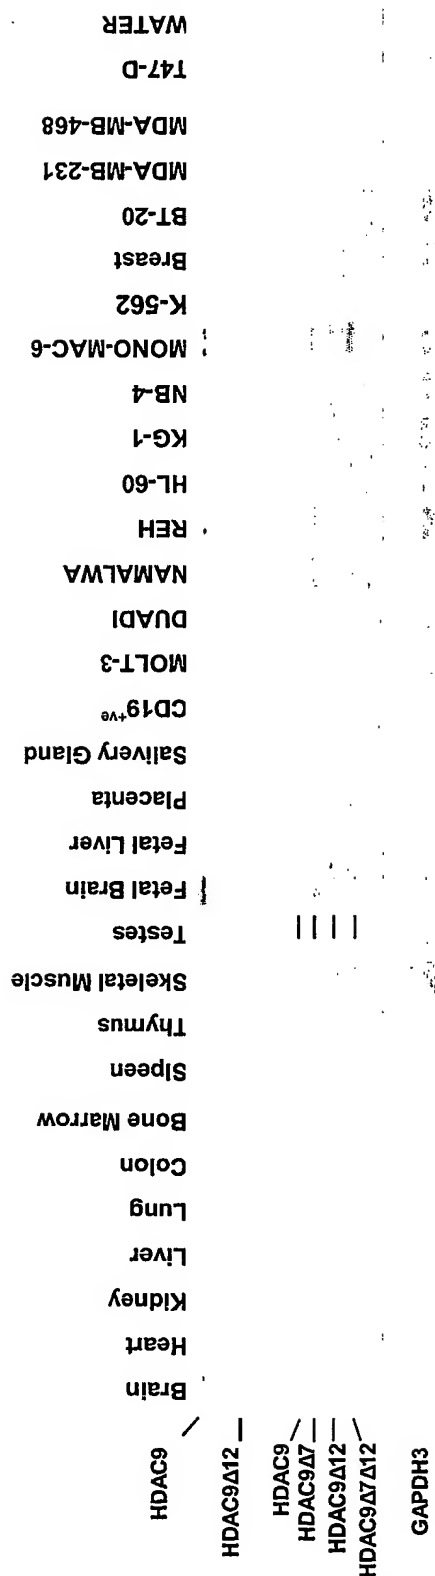 WATER
T47-D
MDA-MB-468
MDA-MB-231
BT-20
Breast
K-562
MONO-MAC-6
NB-4
KG-1
HL-60
REH
NAMALWA
DUADI
MOLT-3
CD19+ve
Salivery Gland
Placenta
Fetal Liver
Fetal Brain
Testes
Skeletal Muscle
Thymus
Slpeen
Bone Marrow
Colon
Lung
Liver
Kidney
Heart
Brain
HDAC9
HDAC9Δ12
HDAC9
HDAC9Δ7
HDAC9Δ12
HDAC9Δ7Δ12
GAPDH3